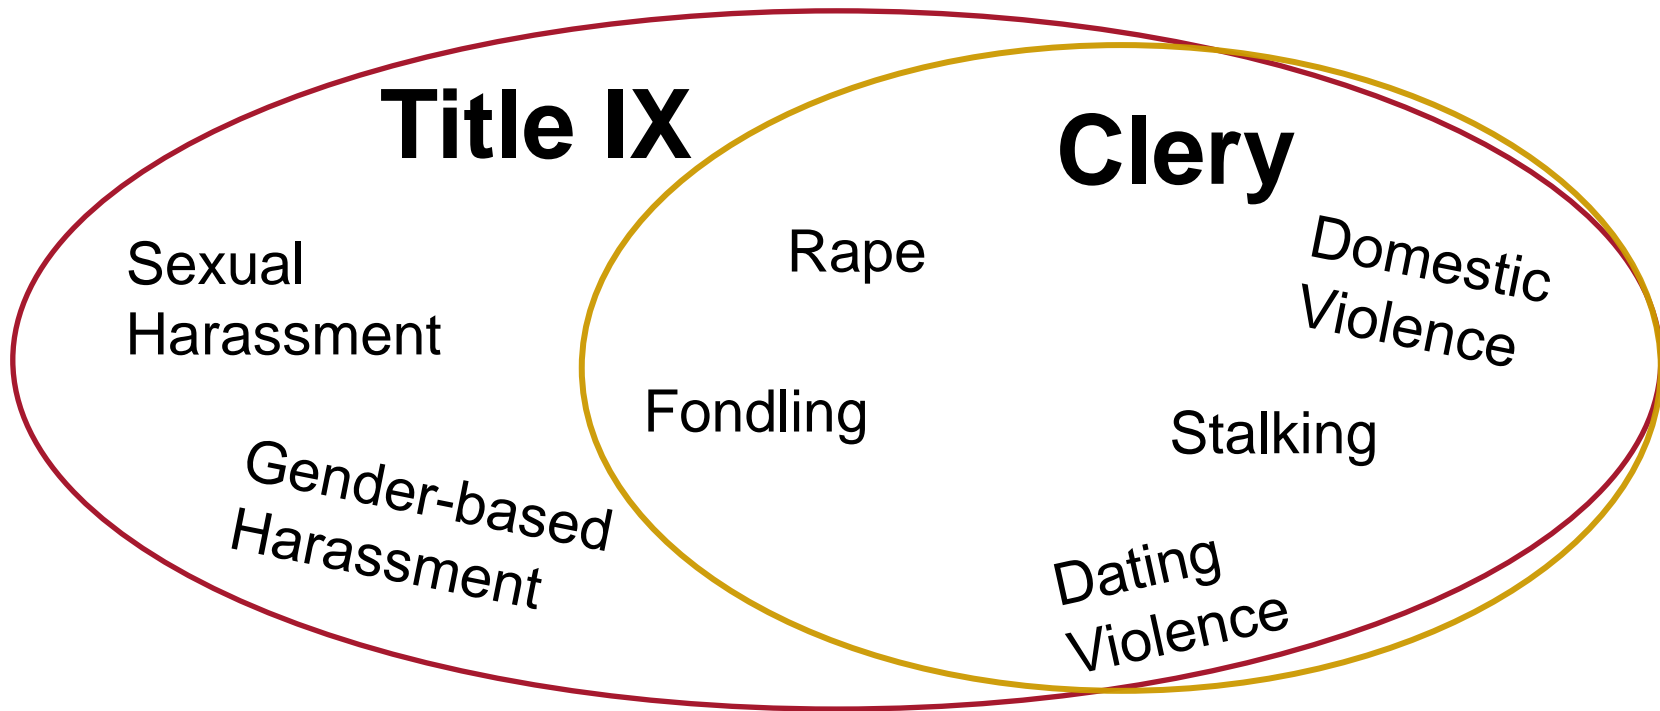 Title IX
Clery
Sexual
Harassment
Rape
Domestic
Violence
Fondling
Stalking
Gender-based
Harassment
Dating
Violence